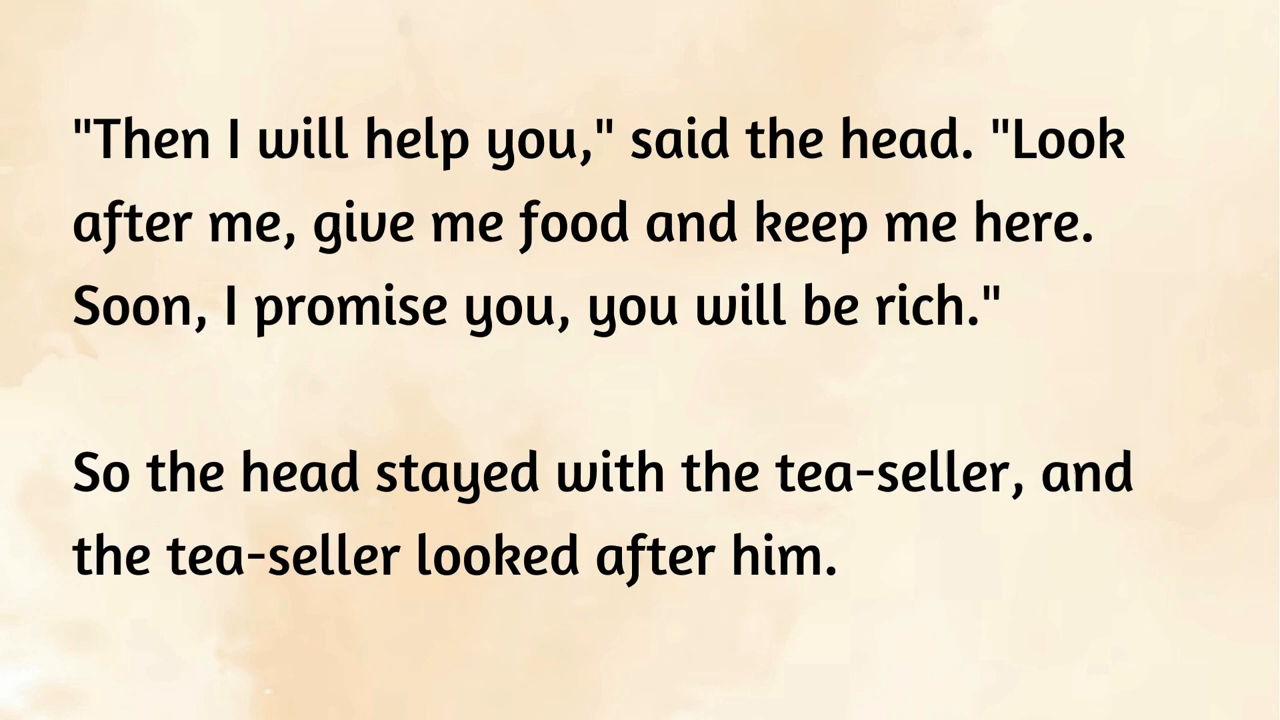 "Then I will help you," said the head. "Look
after me, give me food and keep me here.
Soon, I promise you, you will be rich."
So the head stayed with the tea-seller, and
the tea-seller looked after him.